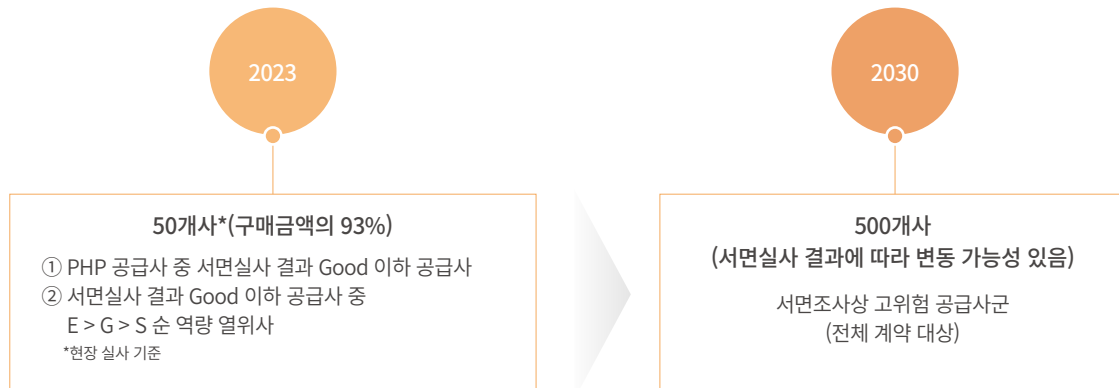 2023
50개사*(구매금액의 93%)
① PHP 공급사 중 서면실사 결과 Good 이하 공급사
② 서면실사 결과 Good 이하 공급사 중
E > G > S 순 역량 열위사
*현장 실사 기준
2030
500개사
(서면실사 결과에 따라 변동 가능성 있음)
서면조사상 고위험 공급사군
(전체 계약 대상)